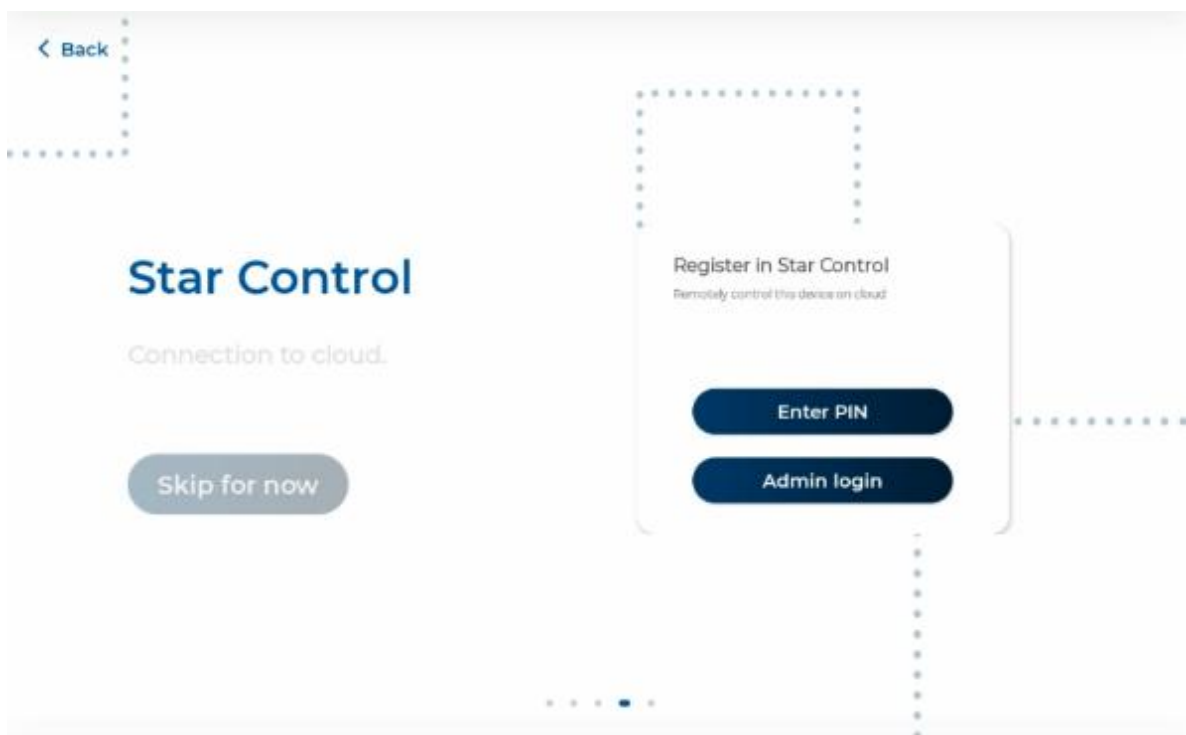 Back
Star Control
Connection to cloud.
Skip for now
Register in Star Control
Remotely control this device on cloud
Enter PIN
Admin login